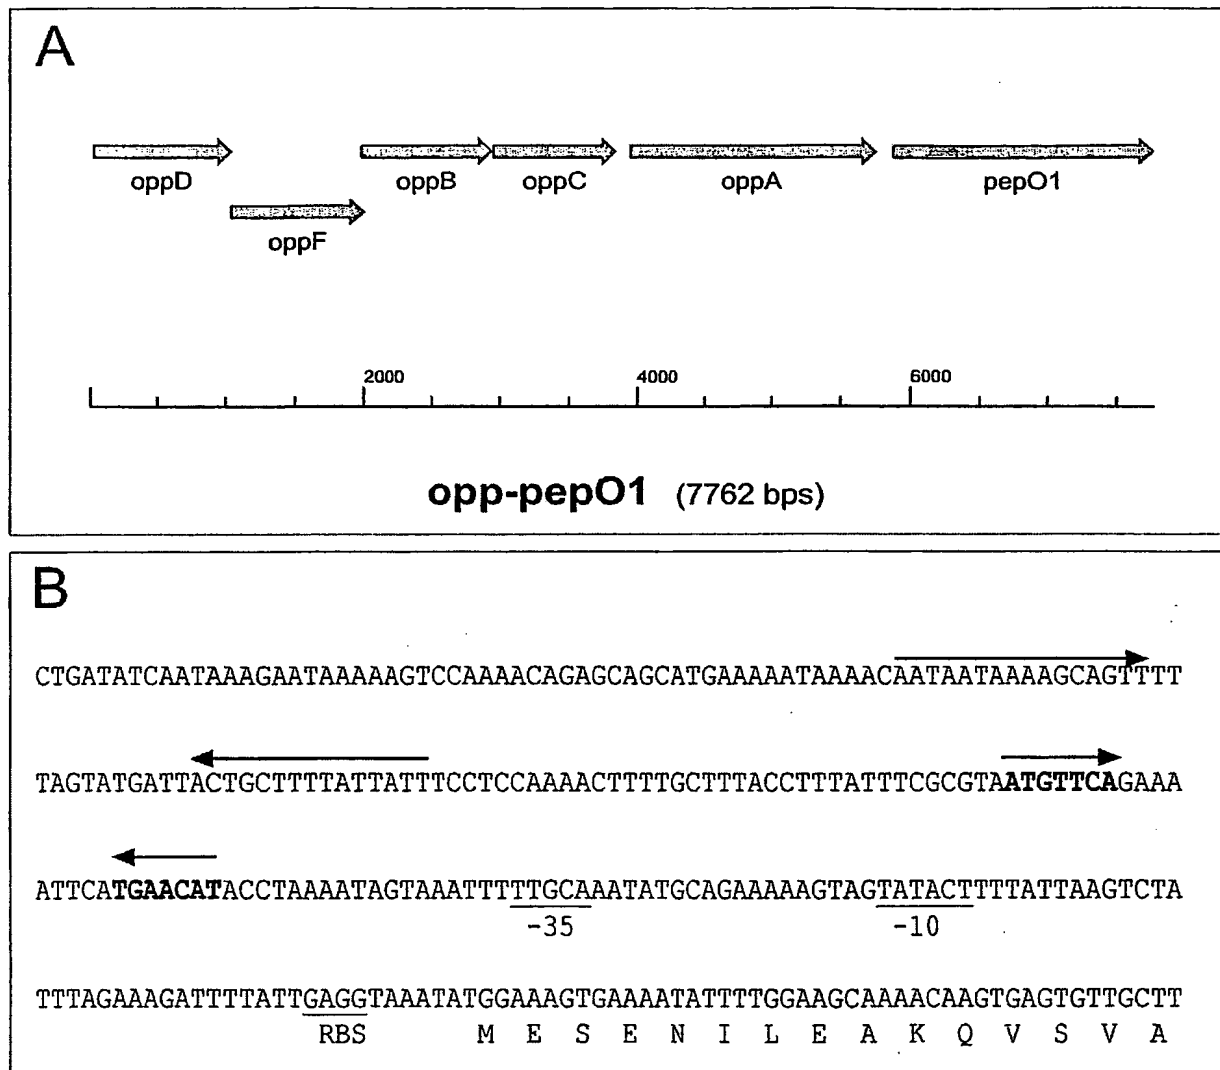 A
oppD
oppB
oppC
oppA
pepO1
oppF
2000
4000
6000
opp-pepO1 (7762 bps)
B
CTGATATCAATAAAGAATAAAAAGTCCAAAACAGAGCAGCATGAAAAATAAAACAATAATAAAAGCAGTTTT
TAGTATGATTACTGCTTTTATTATTTCCTCCAAAACTTTTGCTTTACCTTTATTTCGCGTAATGTTCAGAAA
ATTCATGAACATACCTAAAATAGTAAATTTTTGCAAATATGCAGAAAAAGTAGTATACTTTTATTAAGTCTA
-35 -10
TTTAGAAAGATTTTATTGAGGTAAATATGGAAAGTGAAAATATTTTGGAAGCAAAACAAGTGAGTGTTGCTT
RBS M E S E N I L E A K Q V S V A